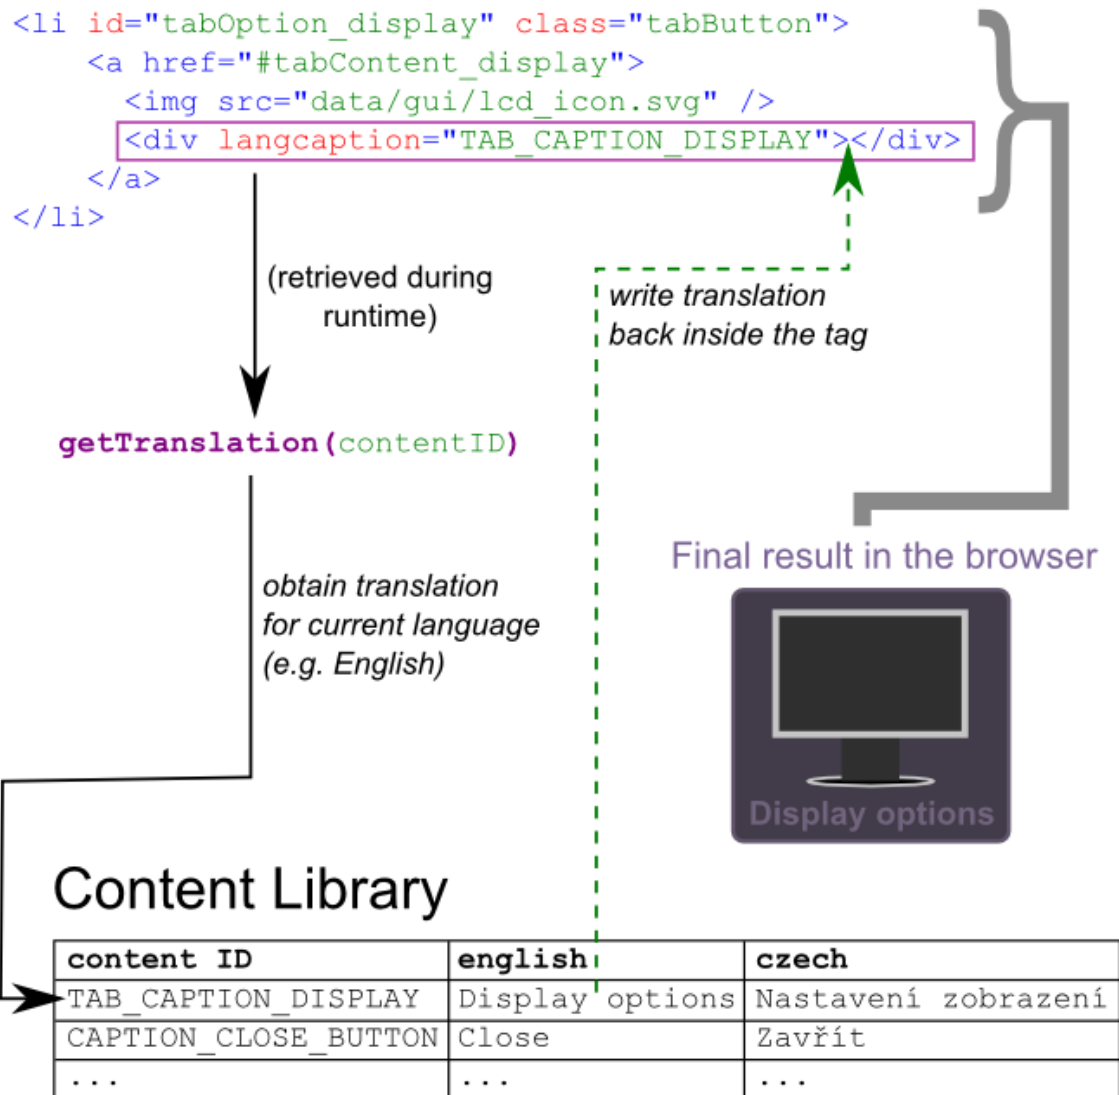 <li id="tabOption_display" class="tabButton">
<a href="#tabContent_display">
<img src="data/gui/lcd_icon.svg" />
<div langcaption="TAB_CAPTION_DISPLAY"></div>
</a>
</li>
(retrieved during
runtime)
write translation
back inside the tag
getTranslation(contentID)
obtain translation
for current language
(e.g. English)
Final result in the browser
Display options
Content Library
content ID english czech
TAB_CAPTION_DISPLAY Display options Nastavení zobrazení
CAPTION_CLOSE_BUTTON Close Zavřít
... ... ...